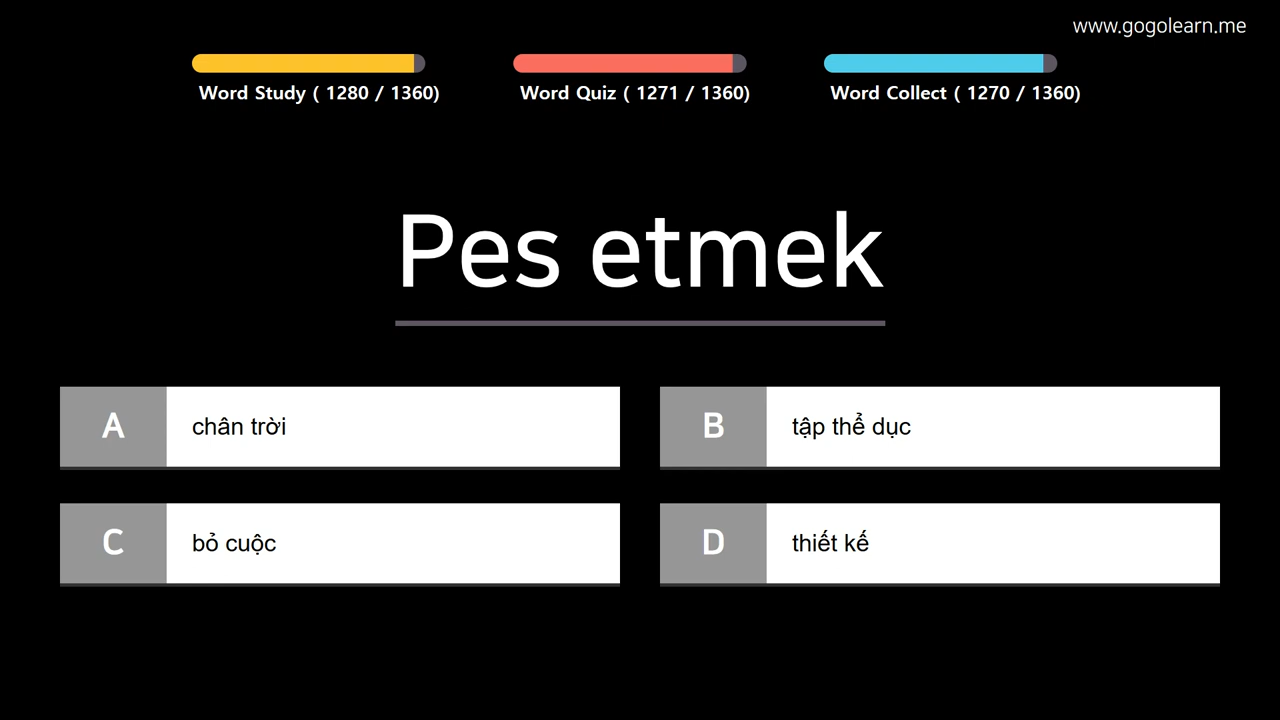 www.gogolearn.me
Word Study ( 1280 / 1360)
Word Quiz ( 1271 / 1360)
Word Collect ( 1270 / 1360)
Pes etmek
A
chân trời
B
tập thể dục
C
bỏ cuộc
D
thiết kế